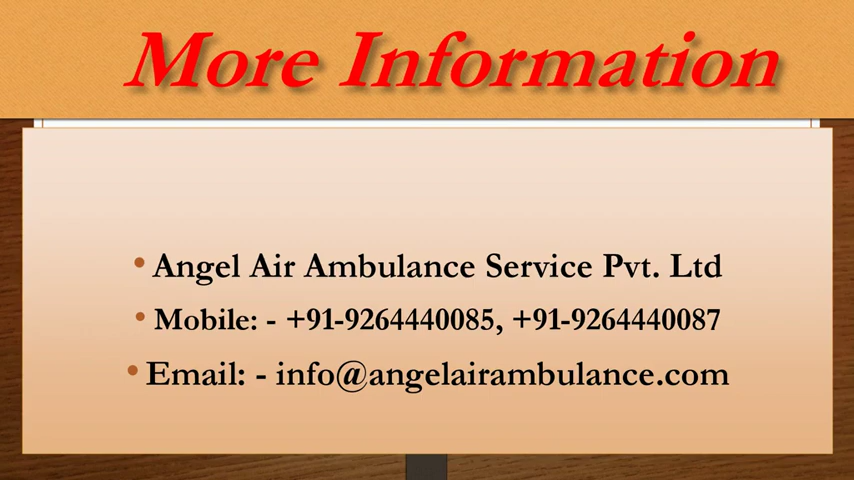 More Information
• Angel Air Ambulance Service Pvt. Ltd
• Mobile: - +91-9264440085, +91-9264440087
• Email: - info@angelairambulance.com